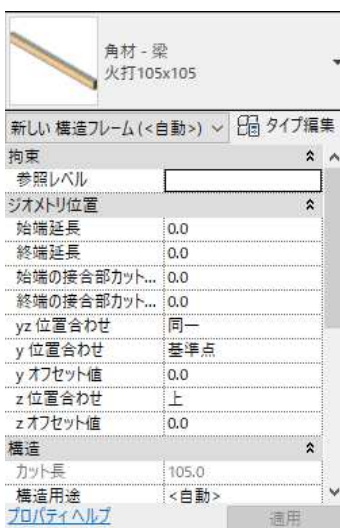 角材 - 梁
火打105x105
新しい 構造フレーム (<自動>)
タイプ編集
拘束
参照レベル
ジオメトリ位置
始端延長 0.0
終端延長 0.0
始端の接合部カット... 0.0
終端の接合部カット... 0.0
yz 位置合わせ 同一
y 位置合わせ 基準点
y オフセット値 0.0
z 位置合わせ 上
z オフセット値 0.0
構造
カット長 105.0
構造用途 <自動>
プロパティヘルプ 適用